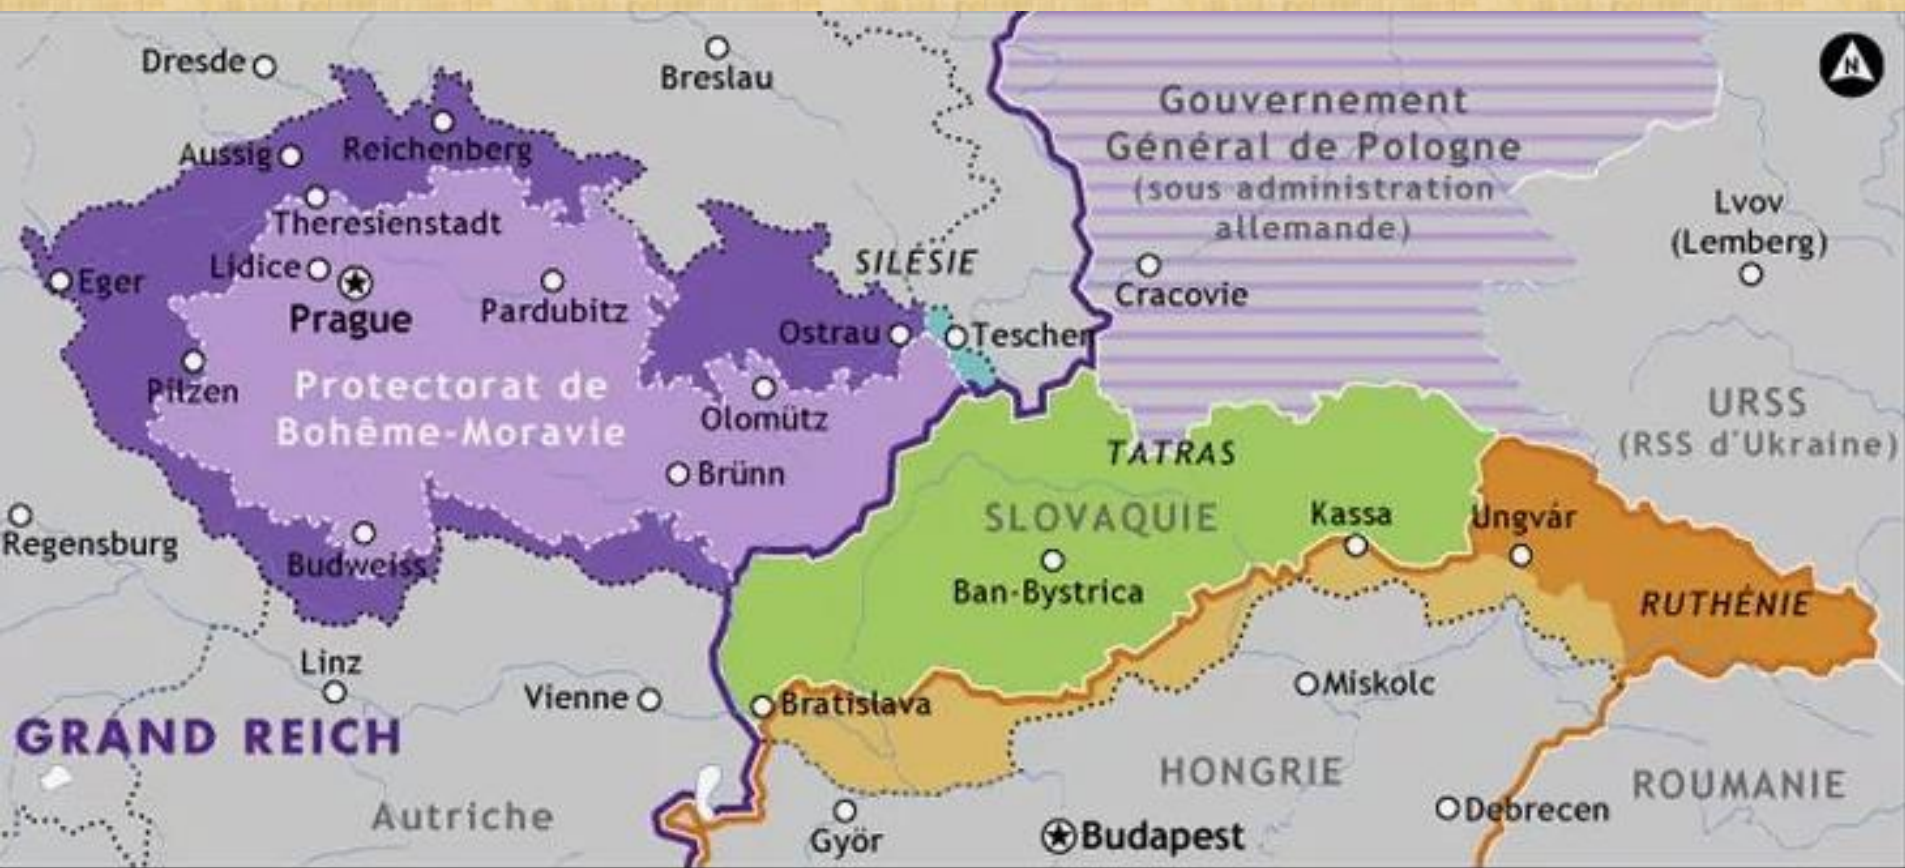 Dresde
Breslau
N
Gouvernement
Général de Pologne
(sous administration
allemande)
Aussig
Reichenberg
Theresienstadt
Lvov
(Lemberg)
SILÉSIE
Lidice
Eger
Prague
Pardubitz
Cracovie
Ostrau
Teschen
Pilzen
Protectorat de
Bohême-Moravie
Olomütz
URSS
(RSS d'Ukraine)
TATRAS
Brünn
SLOVAQUIE
Kassa
Ungvár
Regensburg
Budweiss
Ban-Bystrica
RUTHÉNIE
Linz
Vienne
Bratislava
Miskolc
GRAND REICH
HONGRIE
ROUMANIE
Autriche
Györ
Budapest
Debrecen